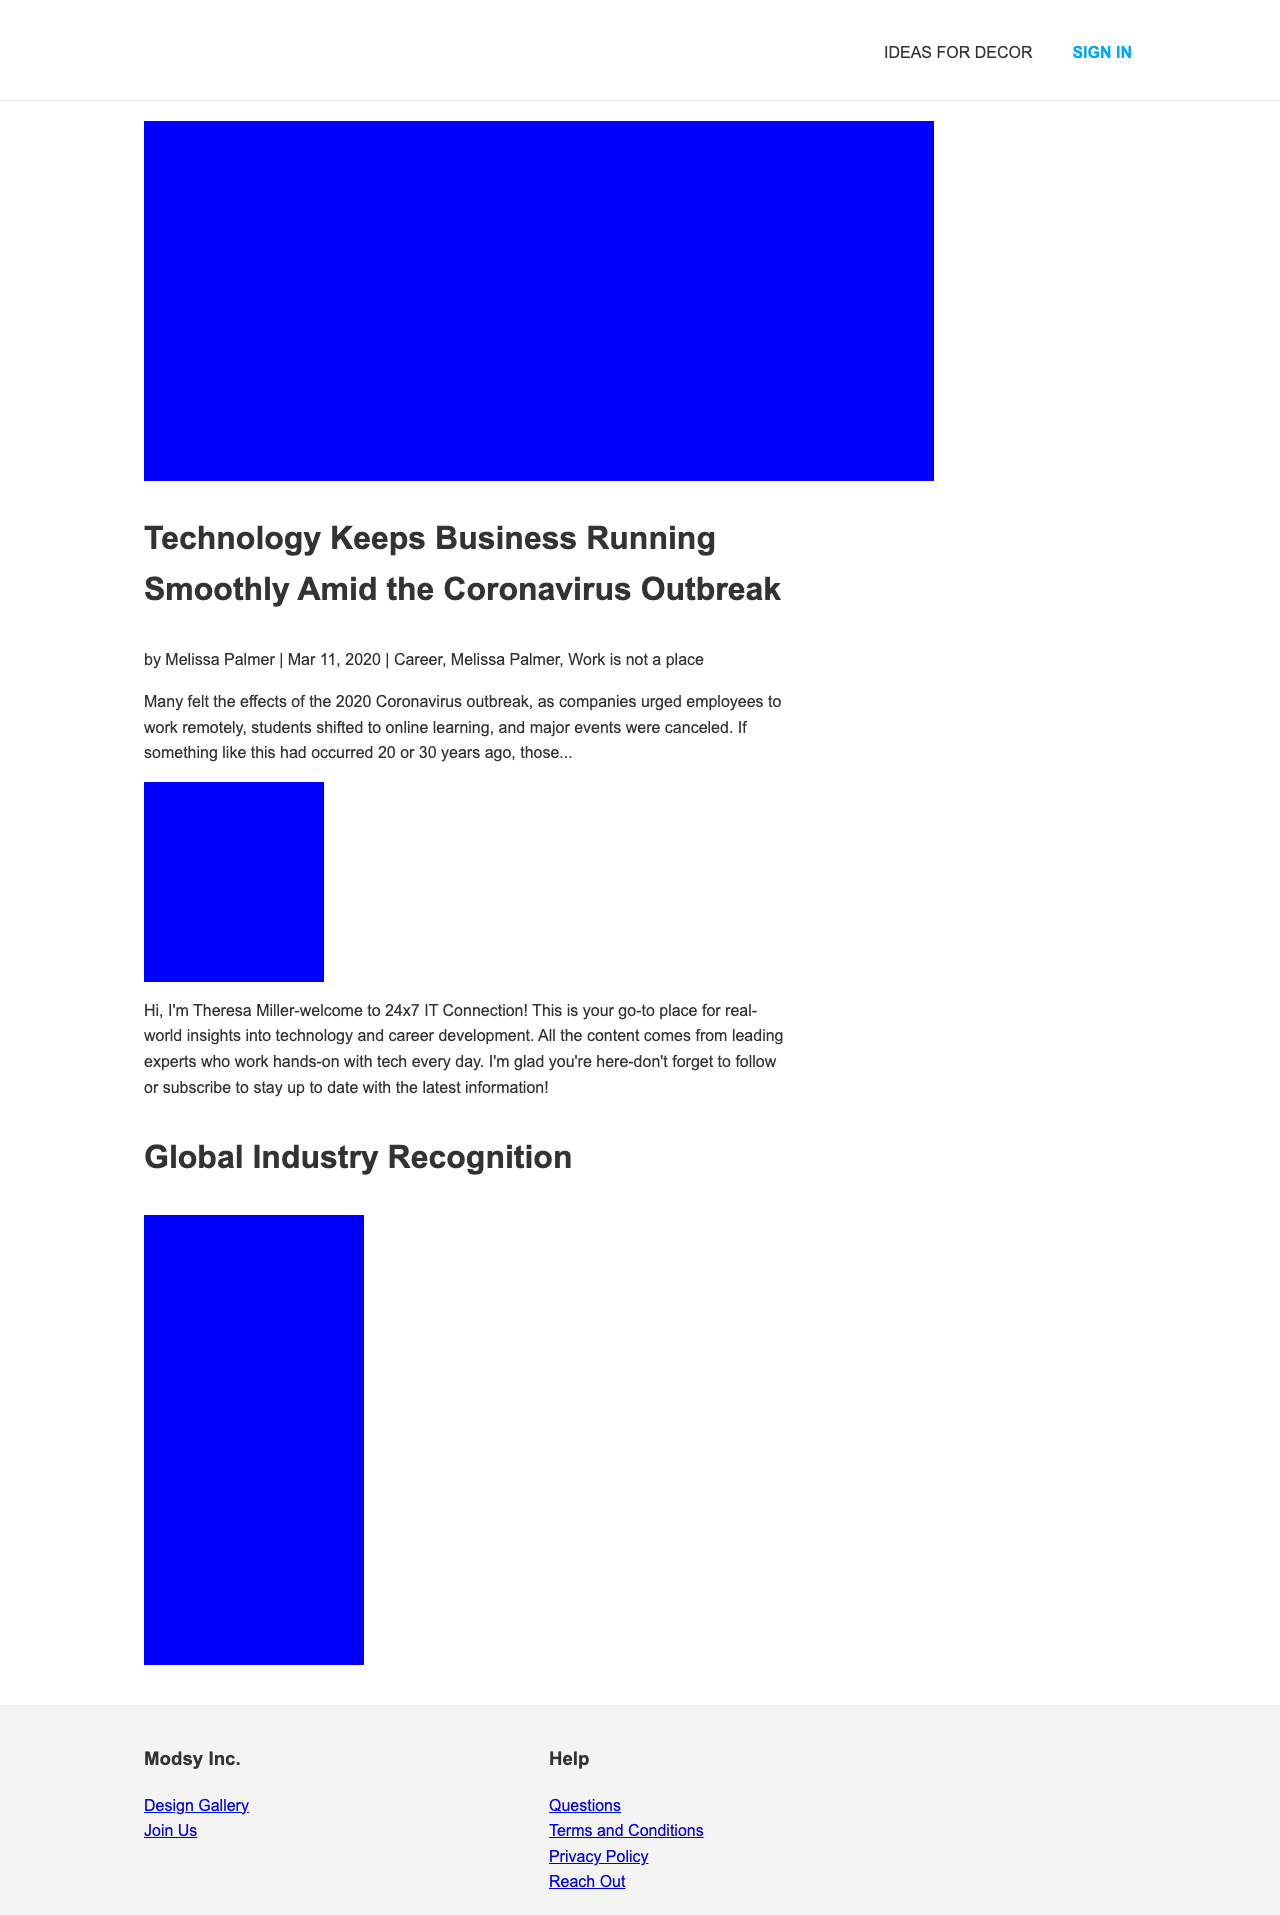 IDEAS FOR DECOR SIGN IN
Technology Keeps Business Running
Smoothly Amid the Coronavirus Outbreak
by Melissa Palmer | Mar 11, 2020 | Career, Melissa Palmer, Work is not a place
Many felt the effects of the 2020 Coronavirus outbreak, as companies urged employees to
work remotely, students shifted to online learning, and major events were canceled. If
something like this had occurred 20 or 30 years ago, those...
Hi, I'm Theresa Miller-welcome to 24x7 IT Connection! This is your go-to place for real-
world insights into technology and career development. All the content comes from leading
experts who work hands-on with tech every day. I'm glad you're here-don't forget to follow
or subscribe to stay up to date with the latest information!
Global Industry Recognition
Modsy Inc.
Design Gallery
Join Us
Help
Questions
Terms and Conditions
Privacy Policy
Reach Out